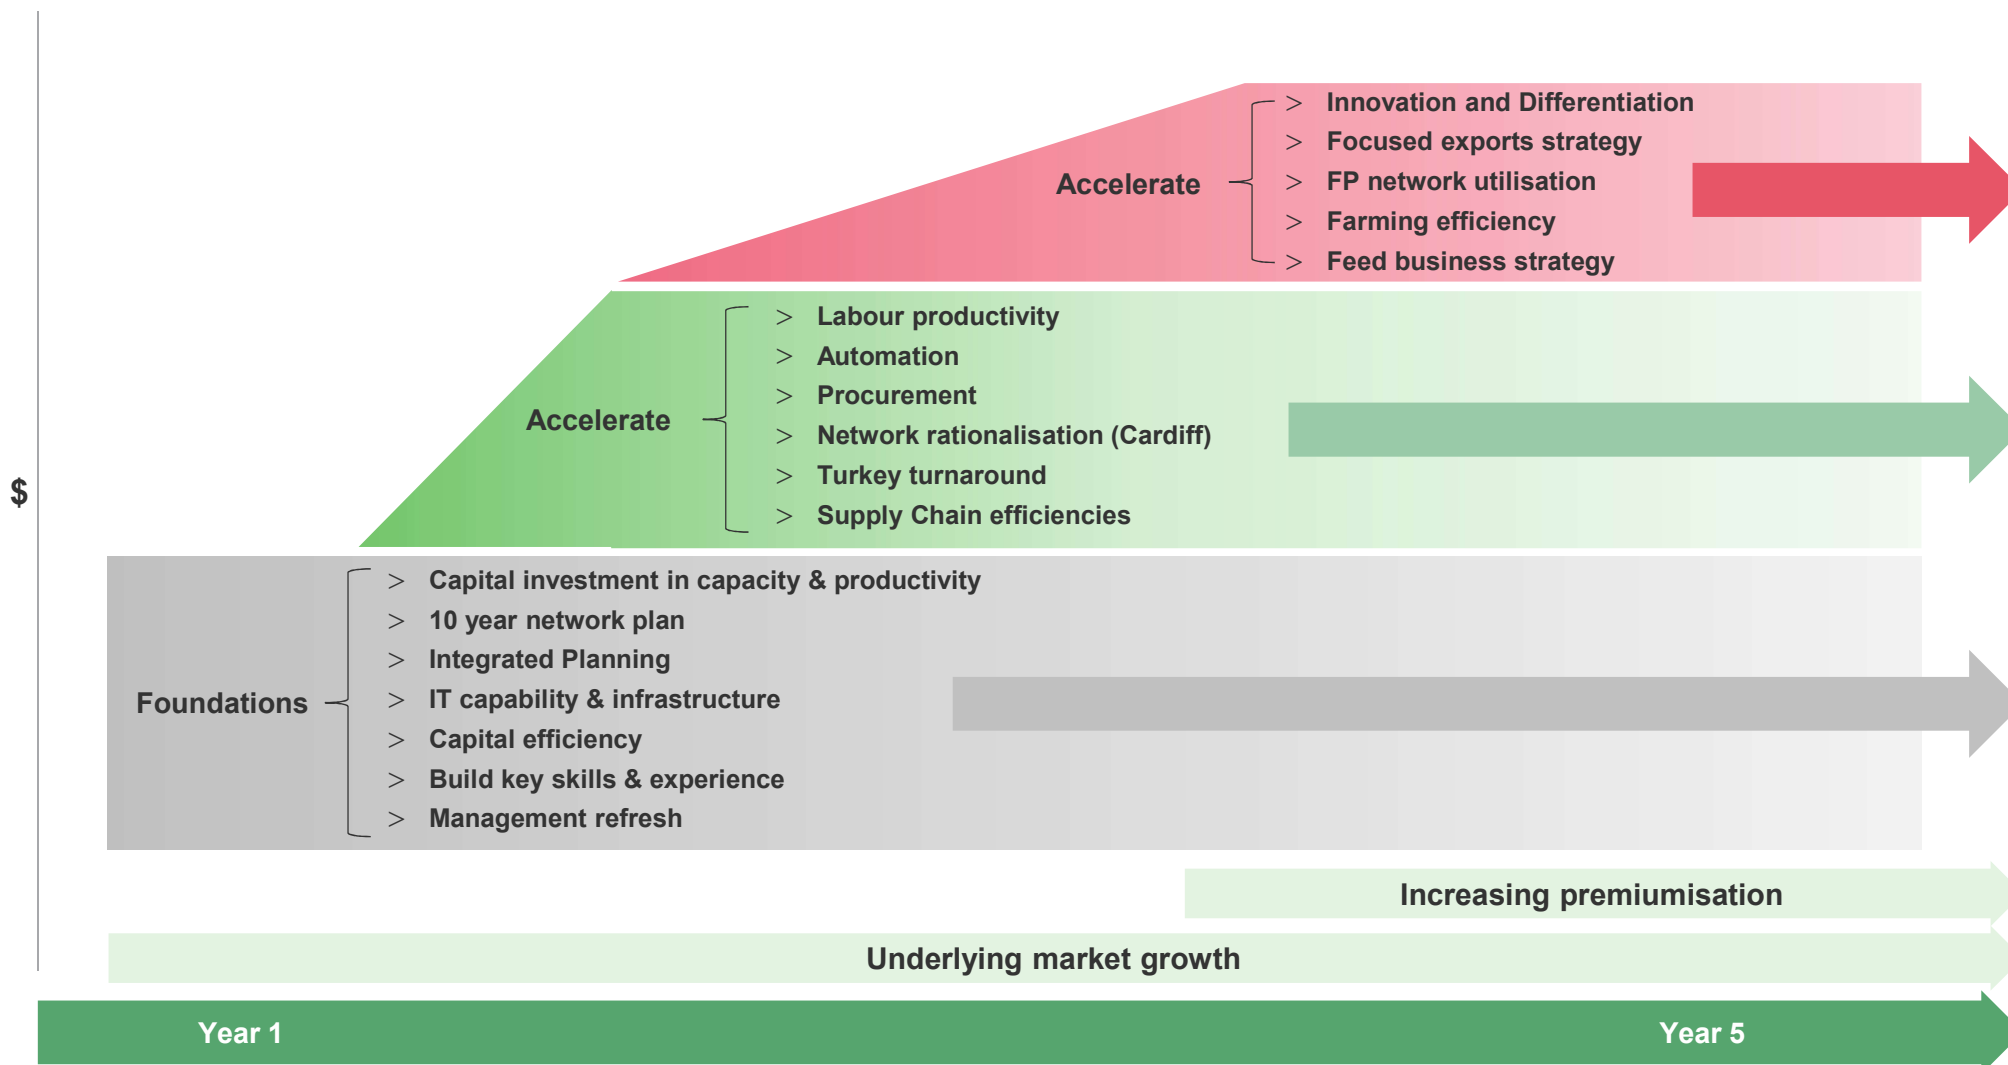 Accelerate
> Innovation and Differentiation
> Focused exports strategy
> FP network utilisation
> Farming efficiency
> Feed business strategy
Accelerate
> Labour productivity
> Automation
> Procurement
> Network rationalisation (Cardiff)
> Turkey turnaround
> Supply Chain efficiencies
$
Foundations
> Capital investment in capacity & productivity
> 10 year network plan
> Integrated Planning
> IT capability & infrastructure
> Capital efficiency
> Build key skills & experience
> Management refresh
Increasing premiumisation
Underlying market growth
Year 1
Year 5